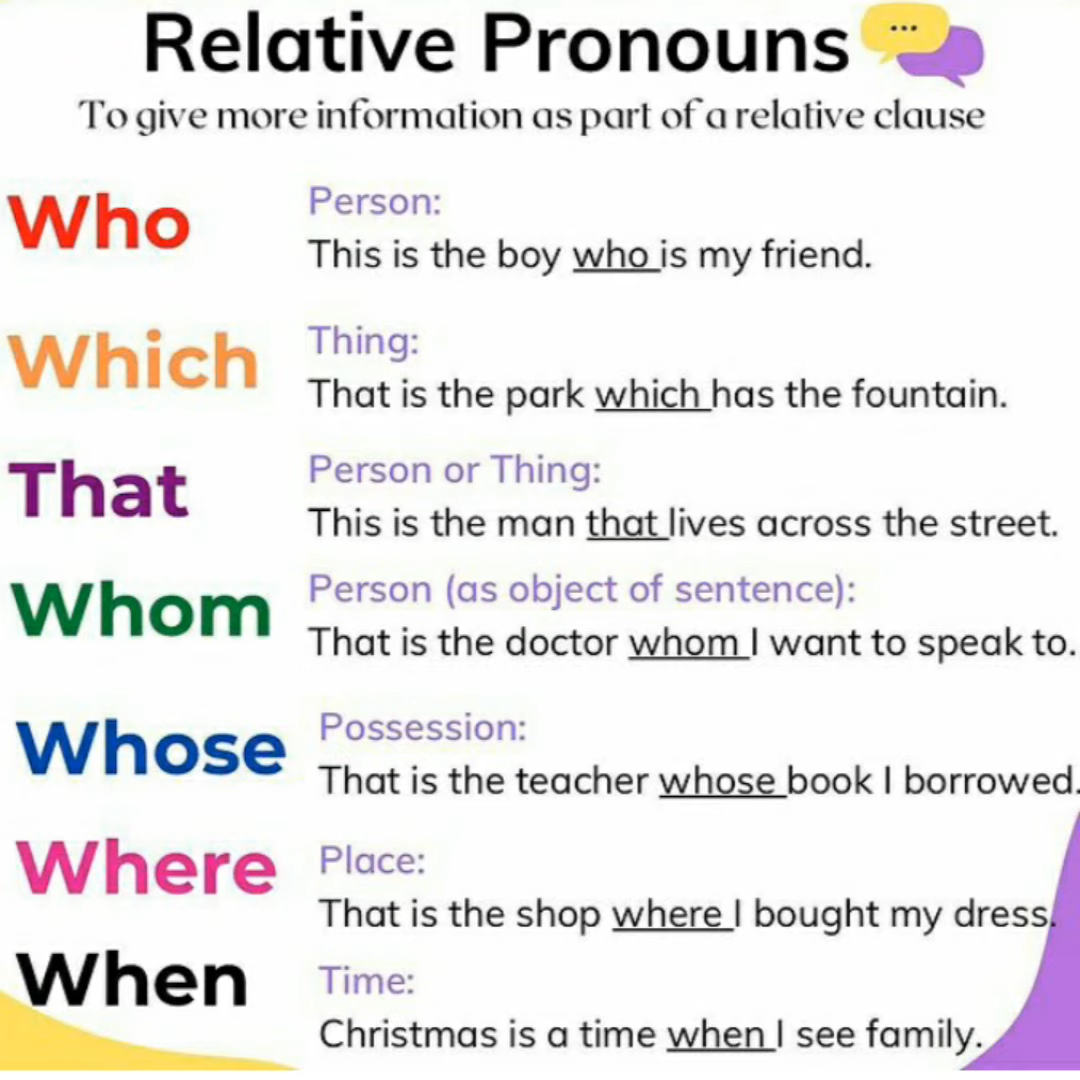 Relative Pronouns
To give more information as part of a relative clause
Who
Person:
This is the boy who is my friend.
Which
Thing:
That is the park which has the fountain.
That
Person or Thing:
This is the man that lives across the street.
Whom
Person (as object of sentence):
That is the doctor whom I want to speak to.
Whose
Possession:
That is the teacher whose book I borrowed.
Where
Place:
That is the shop where I bought my dress.
When
Time:
Christmas is a time when I see family.